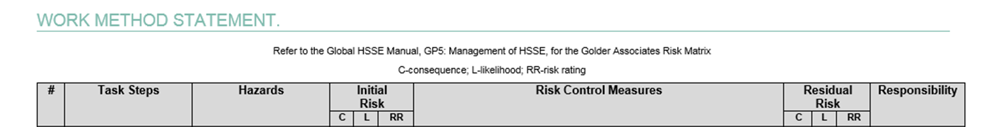 WORK METHOD STATEMENT.
Refer to the Global HSSE Manual, GP5: Management of HSSE, for the Golder Associates Risk Matrix
C-consequence; L-likelihood; RR-risk rating
# Task Steps Hazards Initial Risk Control Measures Residual Responsibility
Risk Risk
C L RR C L RR